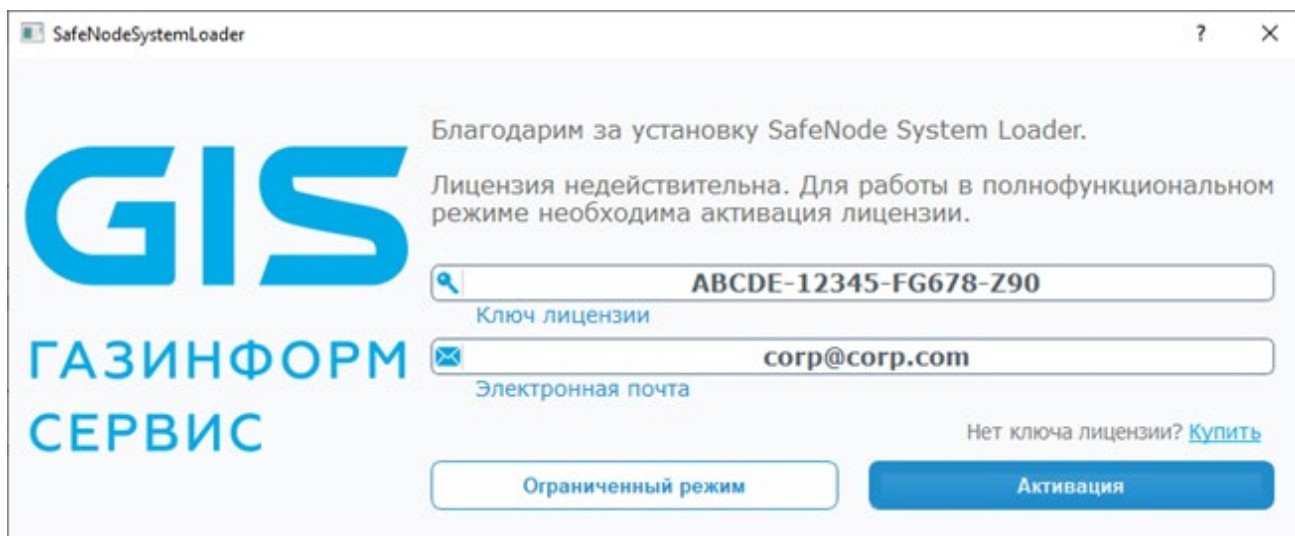 SafeNodeSystemLoader
?
GIS
ГАЗИНФОРМ
СЕРВИС
Благодарим за установку SafeNode System Loader.
Лицензия недействительна. Для работы в полнофункциональном
режиме необходима активация лицензии.
ABCDE-12345-FG678-Z90
Ключ лицензии
corp@corp.com
Электронная почта
Нет ключа лицензии? Купить
Ограниченный режим
Активация